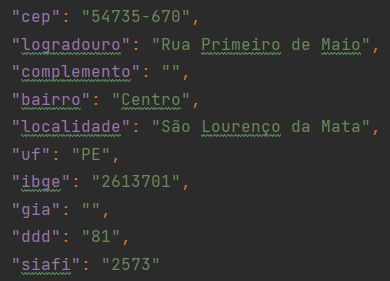 "cep": "54735-670",
"logradouro": "Rua Primeiro de Maio",
"complemento": "",
"bairro": "Centro",
"localidade": "São Lourenço da Mata",
"uf": "PE",
"ibge": "2613701",
"gia": "",
"ddd": "81",
"siafi": "2573"